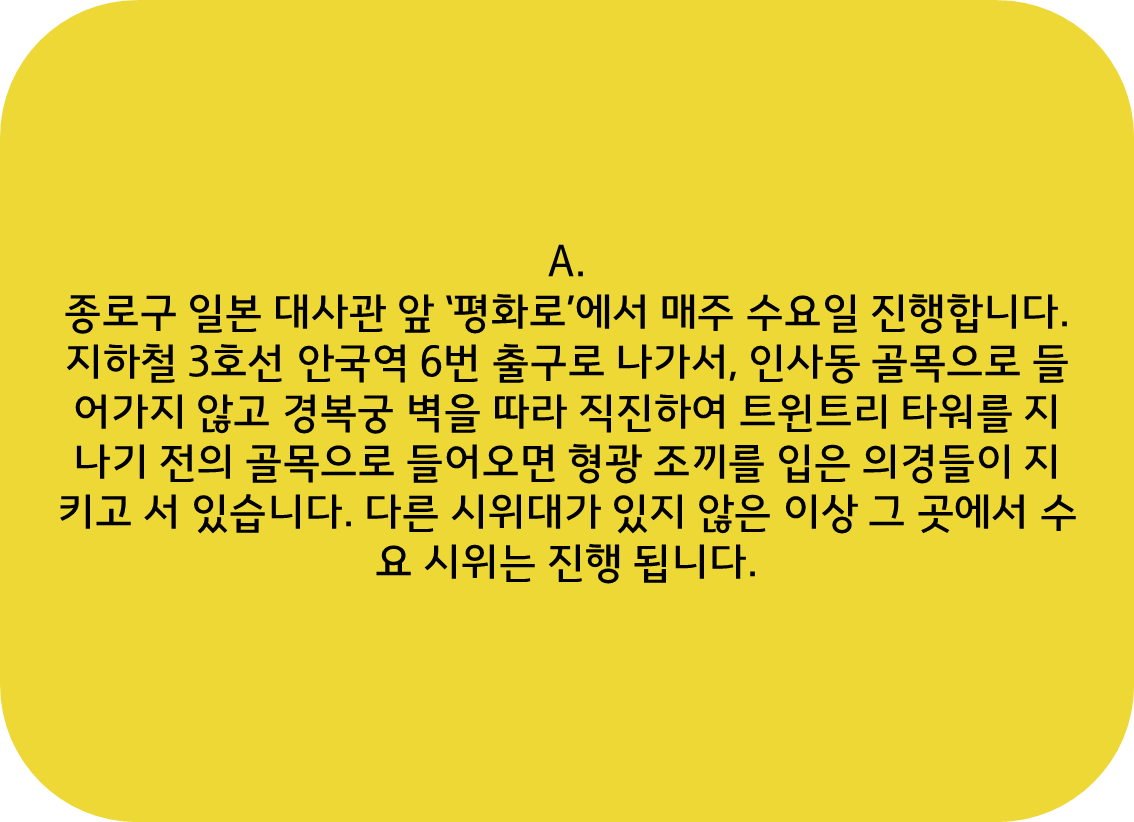 A.
종로구 일본 대사관 앞 ‘평화로’에서 매주 수요일 진행합니다.
지하철 3호선 안국역 6번 출구로 나가서, 인사동 골목으로 들
어가지 않고 경복궁 벽을 따라 직진하여 트윈트리 타워를 지
나기 전의 골목으로 들어오면 형광 조끼를 입은 의경들이 지
키고 서 있습니다. 다른 시위대가 있지 않은 이상 그 곳에서 수
요 시위는 진행 됩니다.